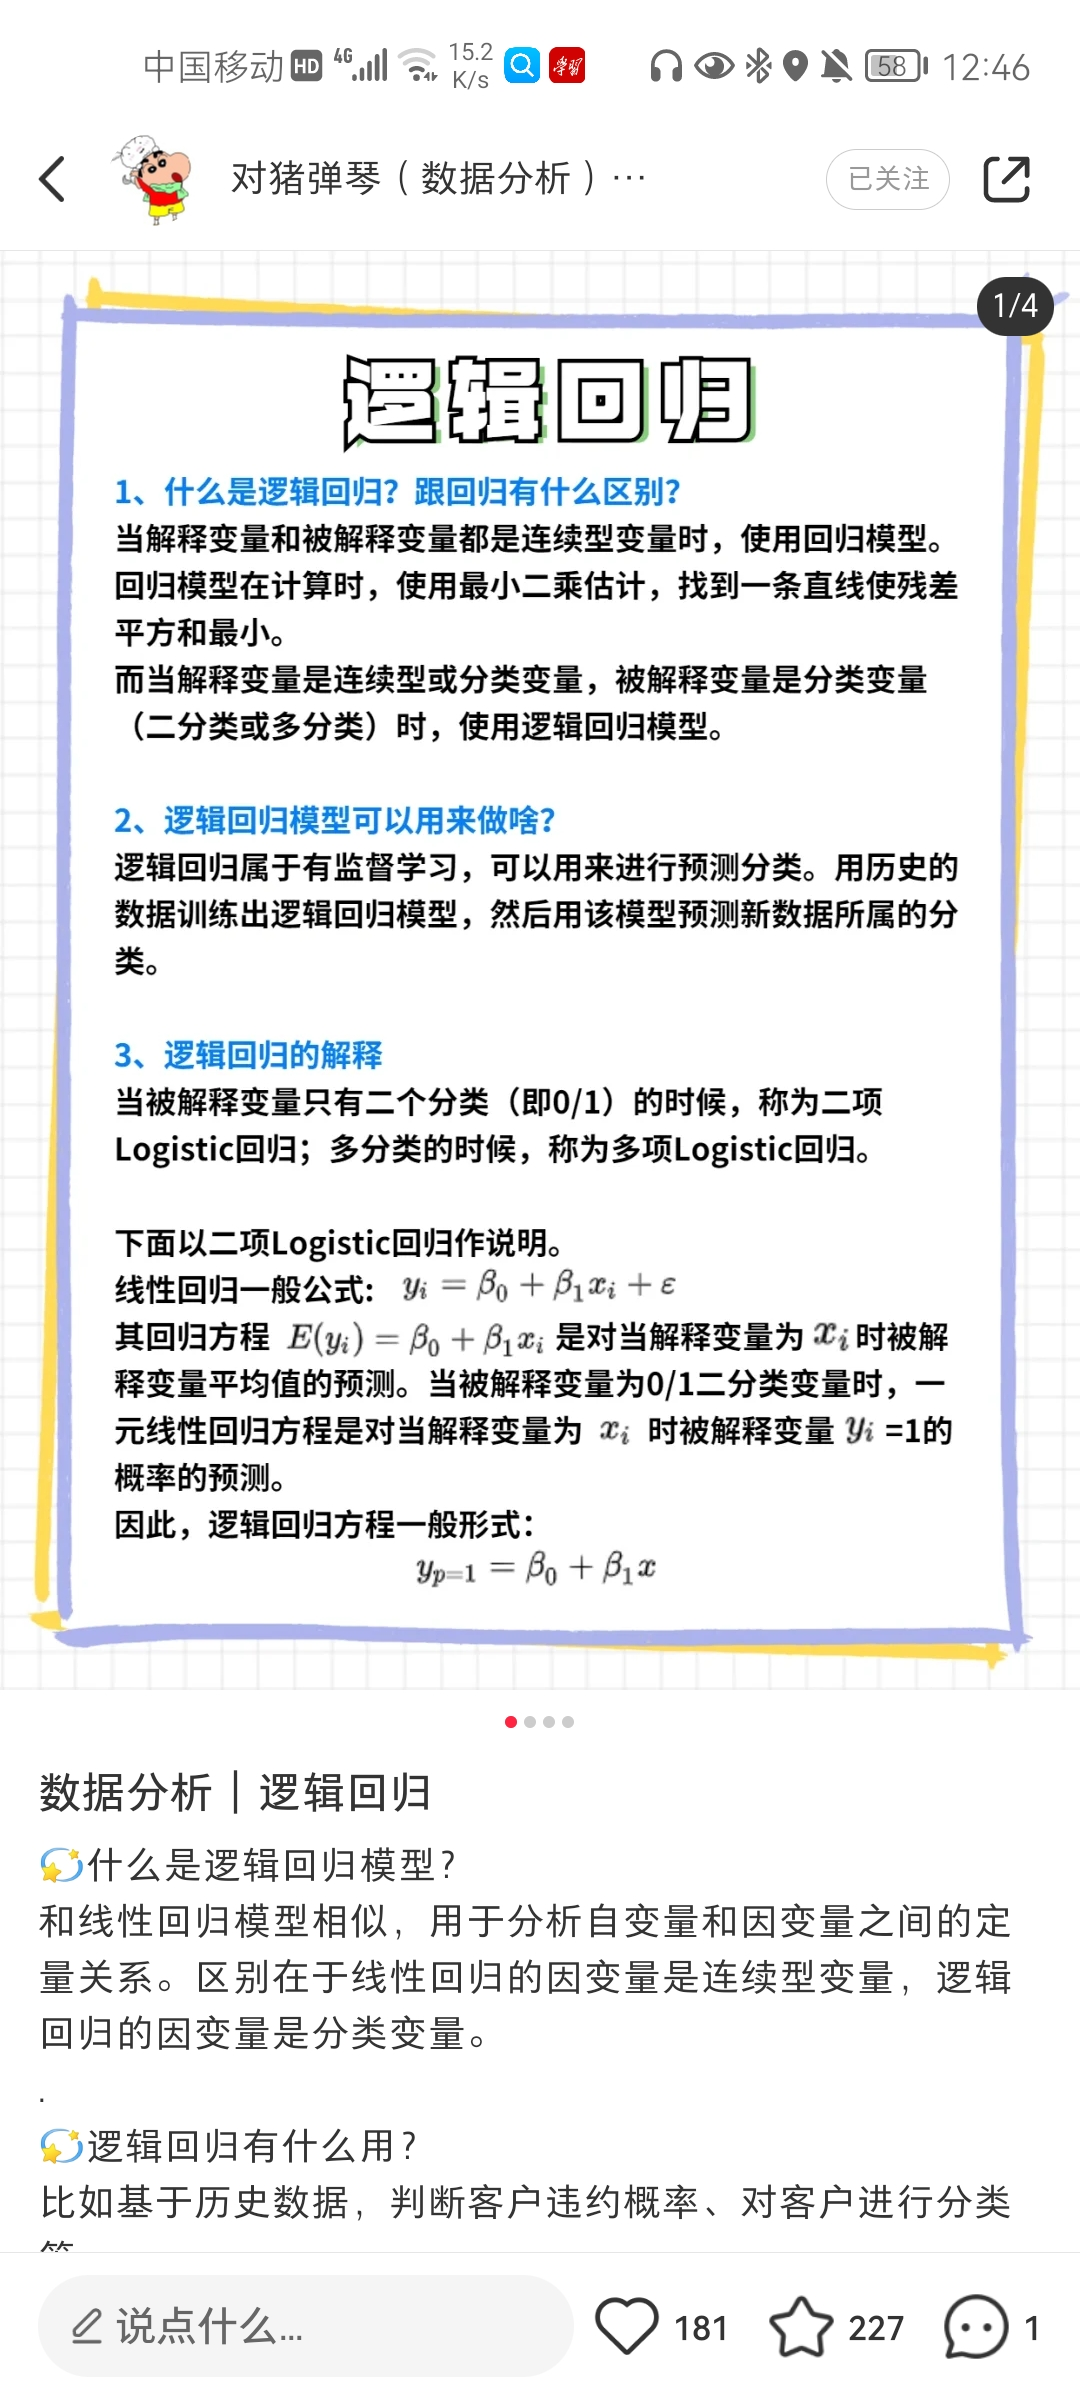 中国移动 HD 4G 15.2 K/s 学习 58 12:46
对猪弹琴（数据分析）… 已关注
1/4
逻辑回归
1、什么是逻辑回归？跟回归有什么区别？
当解释变量和被解释变量都是连续型变量时，使用回归模型。
回归模型在计算时，使用最小二乘估计，找到一条直线使残差
平方和最小。
而当解释变量是连续型或分类变量，被解释变量是分类变量
（二分类或多分类）时，使用逻辑回归模型。
2、逻辑回归模型可以用来做啥？
逻辑回归属于有监督学习，可以用来进行预测分类。用历史的
数据训练出逻辑回归模型，然后用该模型预测新数据所属的分
类。
3、逻辑回归的解释
当被解释变量只有二个分类（即0/1）的时候，称为二项
Logistic回归；多分类的时候，称为多项Logistic回归。
下面以二项Logistic回归作说明。
线性回归一般公式： yᵢ = β₀ + β₁xᵢ + ε
其回归方程 E(yᵢ) = β₀ + β₁xᵢ 是对当解释变量为 xᵢ 时被解
释变量平均值的预测。当被解释变量为0/1二分类变量时，一
元线性回归方程是对当解释变量为 xᵢ 时被解释变量 yᵢ =1的
概率的预测。
因此，逻辑回归方程一般形式：
yₚ₌₁ = β₀ + β₁x
数据分析｜逻辑回归
💫什么是逻辑回归模型？
和线性回归模型相似，用于分析自变量和因变量之间的定
量关系。区别在于线性回归的因变量是连续型变量，逻辑
回归的因变量是分类变量。
.
💫逻辑回归有什么用？
比如基于历史数据，判断客户违约概率、对客户进行分类
说点什么... 181 227 1